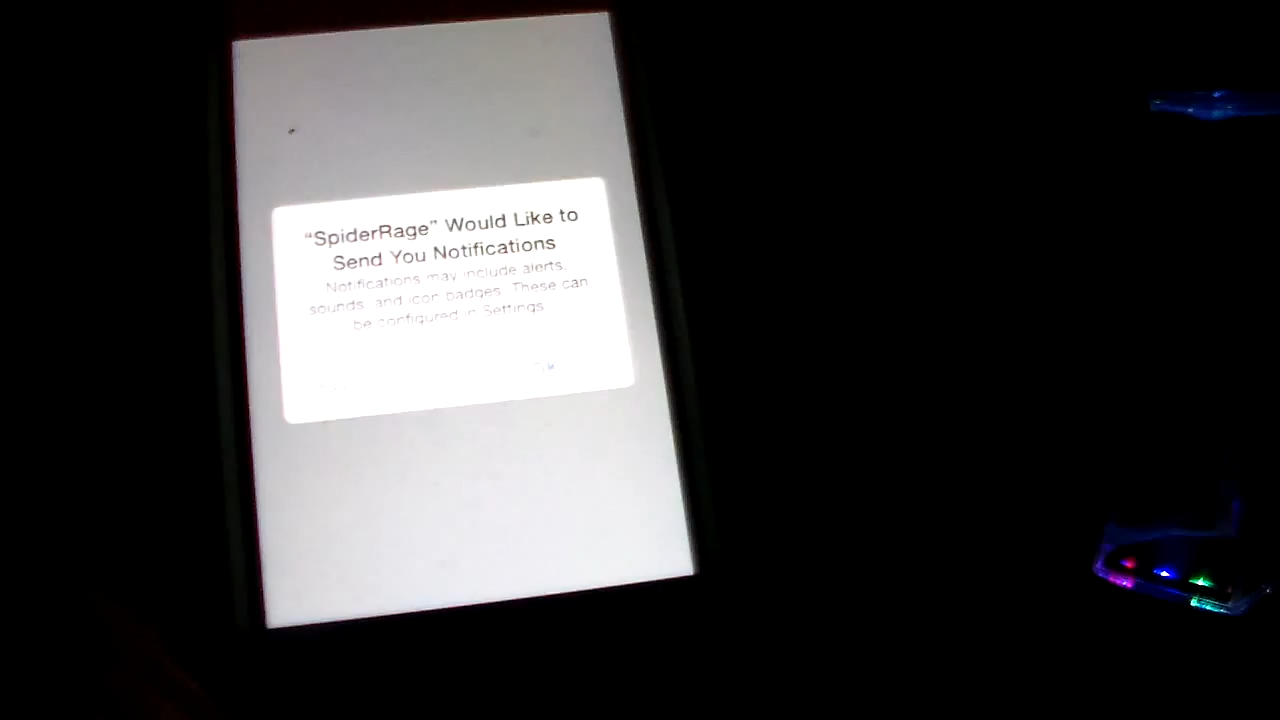 “SpiderRage” Would Like to
Send You Notifications
Notifications may include alerts,
sounds, and icon badges. These can
be configured in Settings.